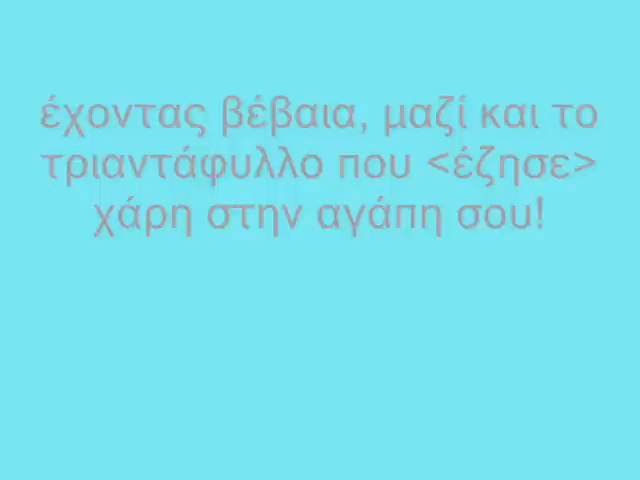 έχοντας βέβαια, μαζί και το
τριαντάφυλλο που <έζησε>
χάρη στην αγάπη σου!